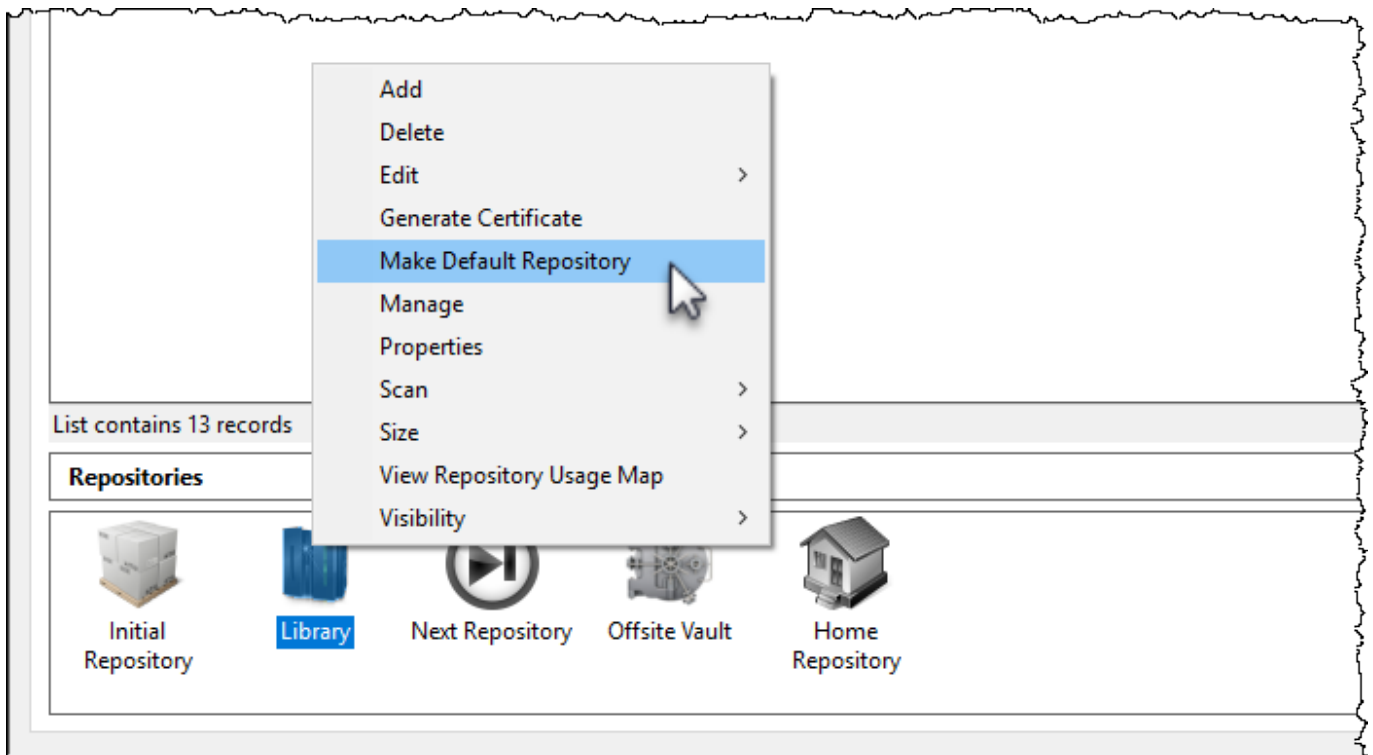 Add
Delete
Edit
Generate Certificate
Make Default Repository
Manage
Properties
Scan
Size
View Repository Usage Map
Visibility
List contains 13 records
Repositories
Initial
Repository
Library
Next Repository
Offsite Vault
Home
Repository